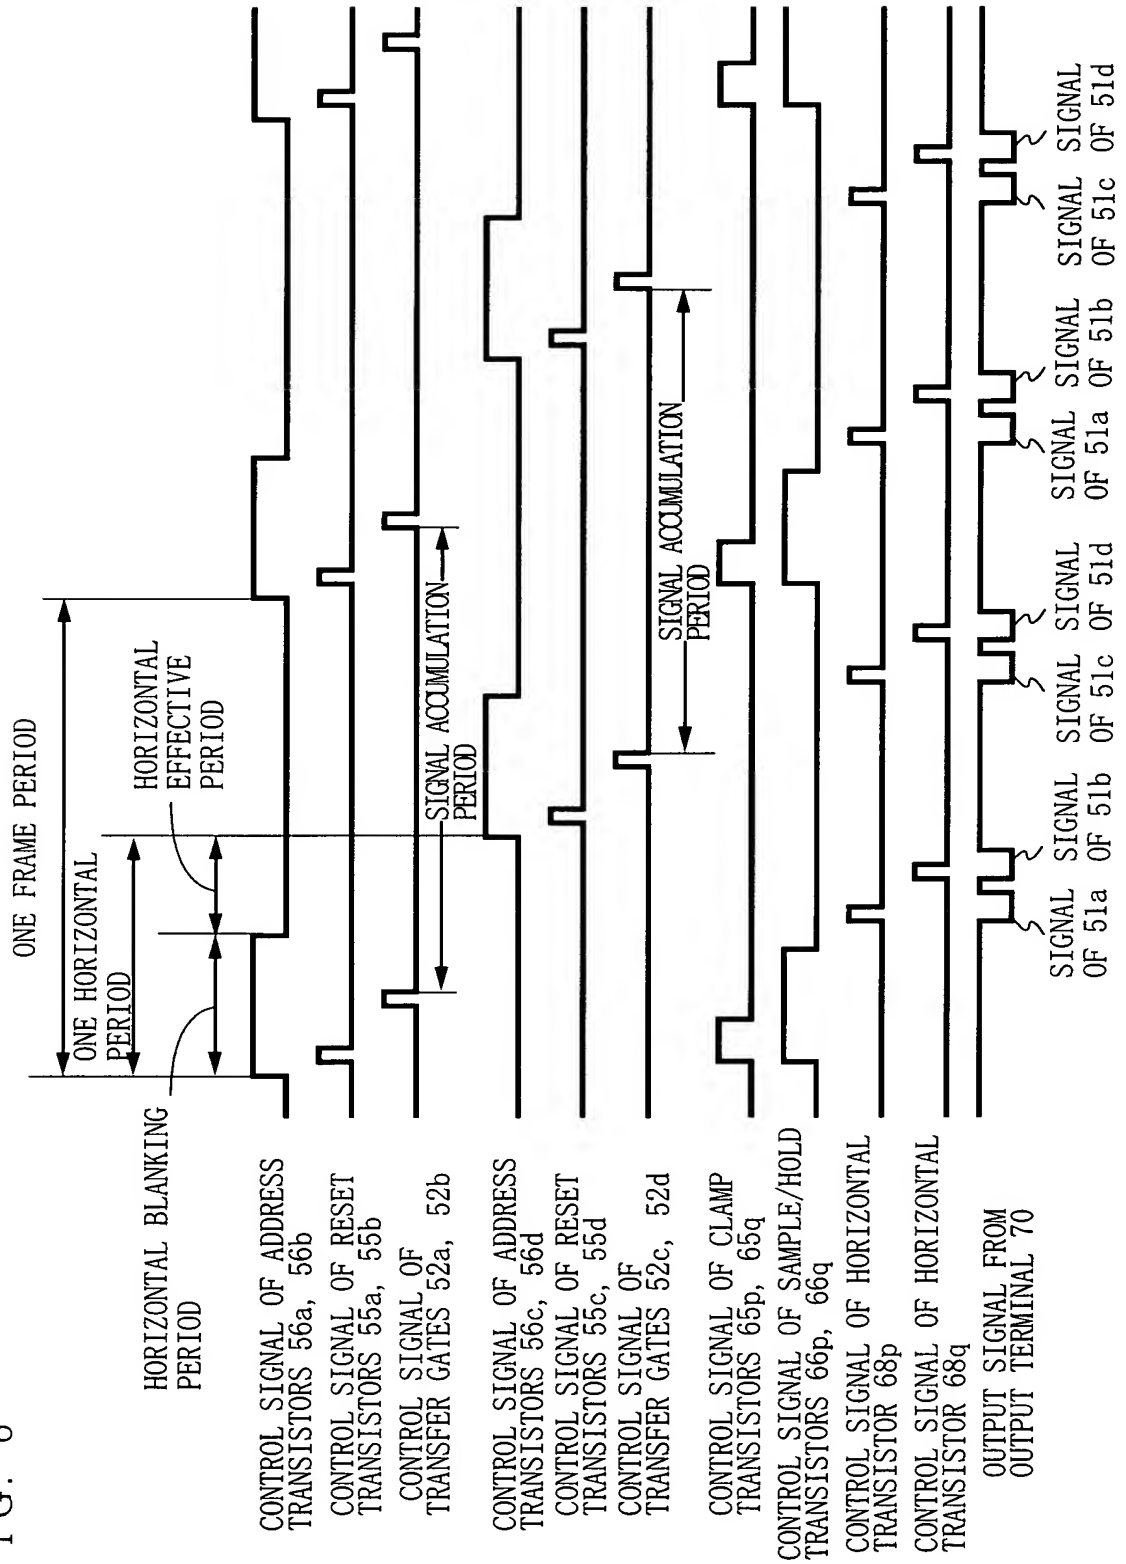 ONE FRAME PERIOD
ONE HORIZONTAL
PERIOD
HORIZONTAL
EFFECTIVE
PERIOD
HORIZONTAL BLANKING
PERIOD
CONTROL SIGNAL OF ADDRESS
TRANSISTORS 56a, 56b
CONTROL SIGNAL OF RESET
TRANSISTORS 55a, 55b
CONTROL SIGNAL OF
TRANSFER GATES 52a, 52b
SIGNAL ACCUMULATION
PERIOD
CONTROL SIGNAL OF ADDRESS
TRANSISTORS 56c, 56d
CONTROL SIGNAL OF RESET
TRANSISTORS 55c, 55d
CONTROL SIGNAL OF
TRANSFER GATES 52c, 52d
SIGNAL ACCUMULATION
PERIOD
CONTROL SIGNAL OF CLAMP
TRANSISTORS 65p, 65q
CONTROL SIGNAL OF SAMPLE/HOLD
TRANSISTORS 66p, 66q
CONTROL SIGNAL OF HORIZONTAL
TRANSISTOR 68p
CONTROL SIGNAL OF HORIZONTAL
TRANSISTOR 68q
OUTPUT SIGNAL FROM
OUTPUT TERMINAL 70
SIGNAL
OF 51a
SIGNAL
OF 51b
SIGNAL
OF 51c
SIGNAL
OF 51d
SIGNAL
OF 51a
SIGNAL
OF 51b
SIGNAL
OF 51c
SIGNAL
OF 51d